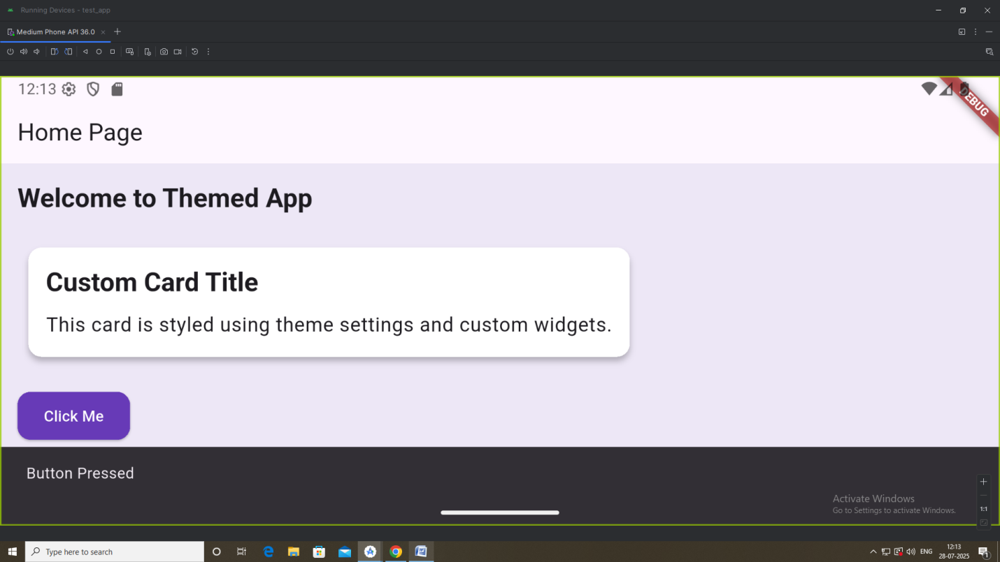 Running Devices - test_app
Medium Phone API 36.0
12:13
DEBUG
Home Page
Welcome to Themed App
Custom Card Title
This card is styled using theme settings and custom widgets.
Click Me
Button Pressed
Activate Windows
Go to Settings to activate Windows.
1:1
Type here to search
ENG
12:13
28-07-2025
1